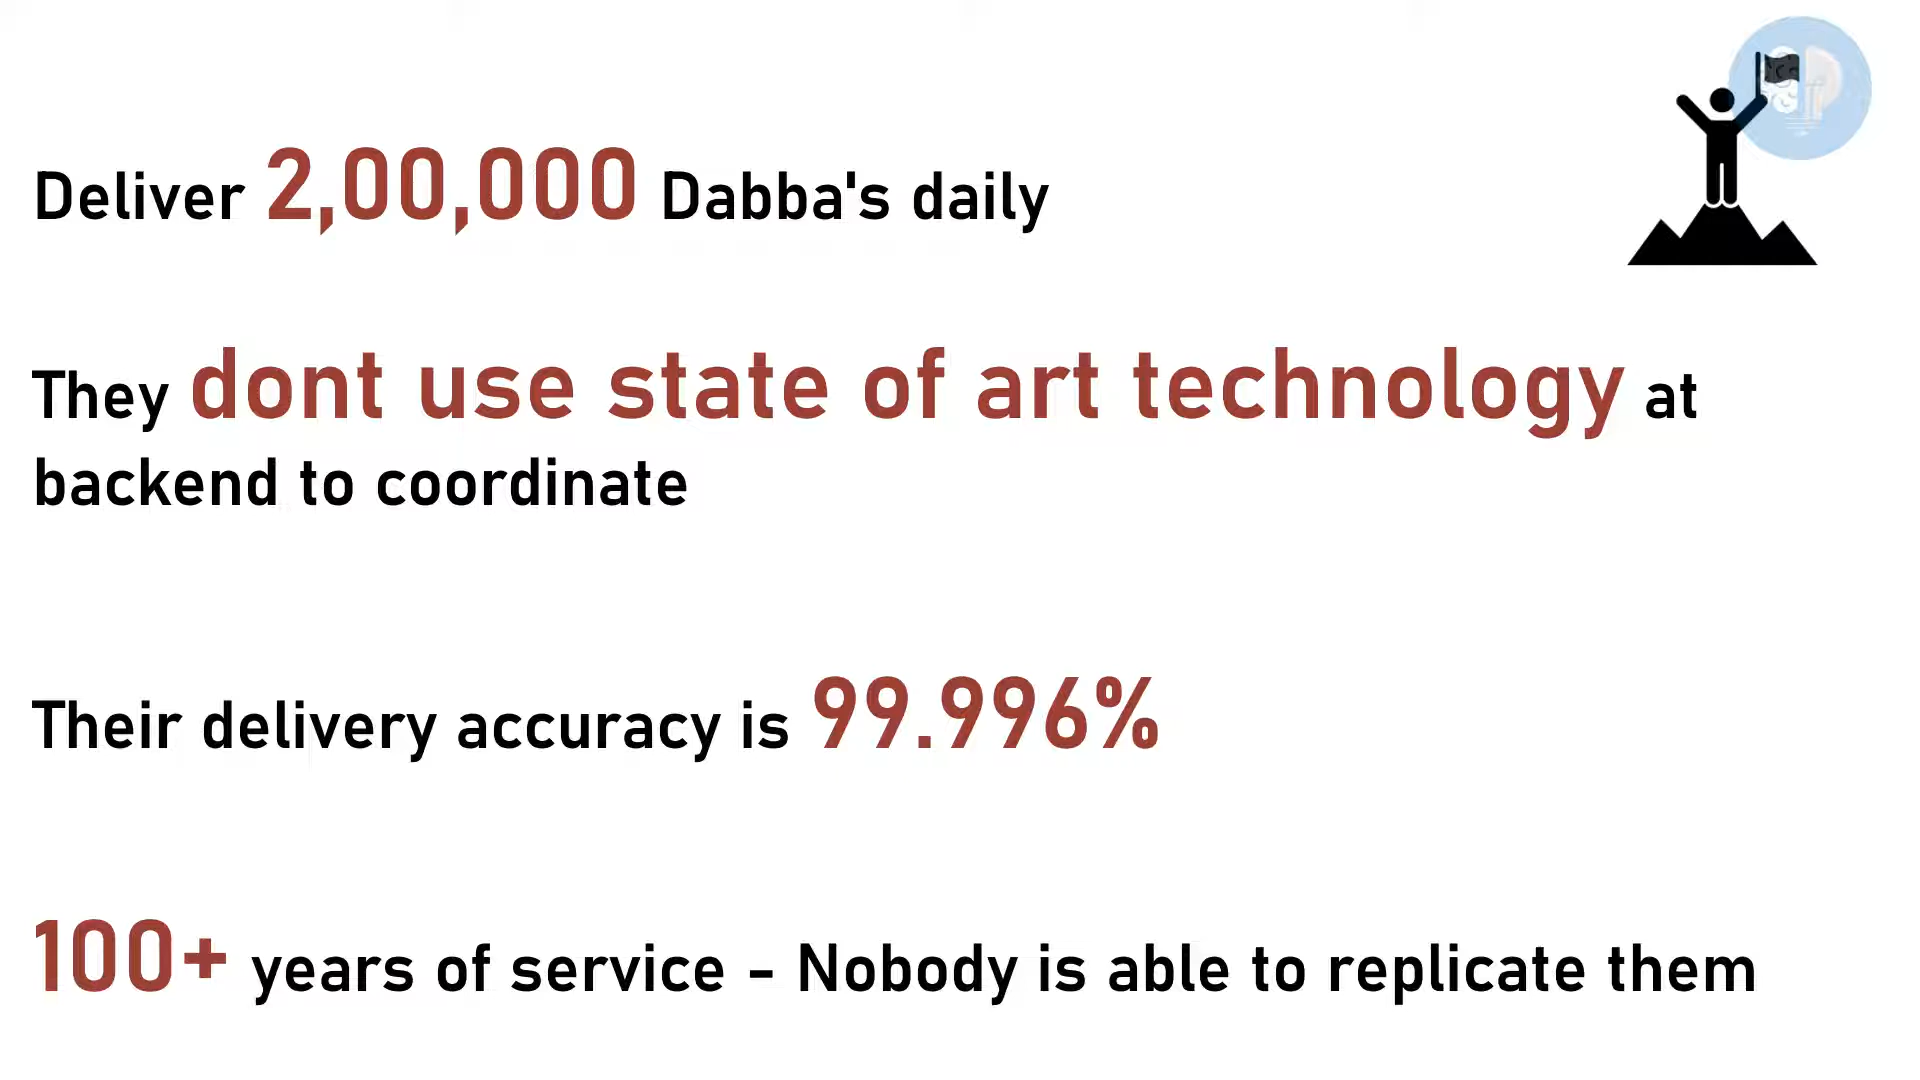 Deliver 2,00,000 Dabba's daily
They dont use state of art technology at
backend to coordinate
Their delivery accuracy is 99.996%
100+ years of service - Nobody is able to replicate them